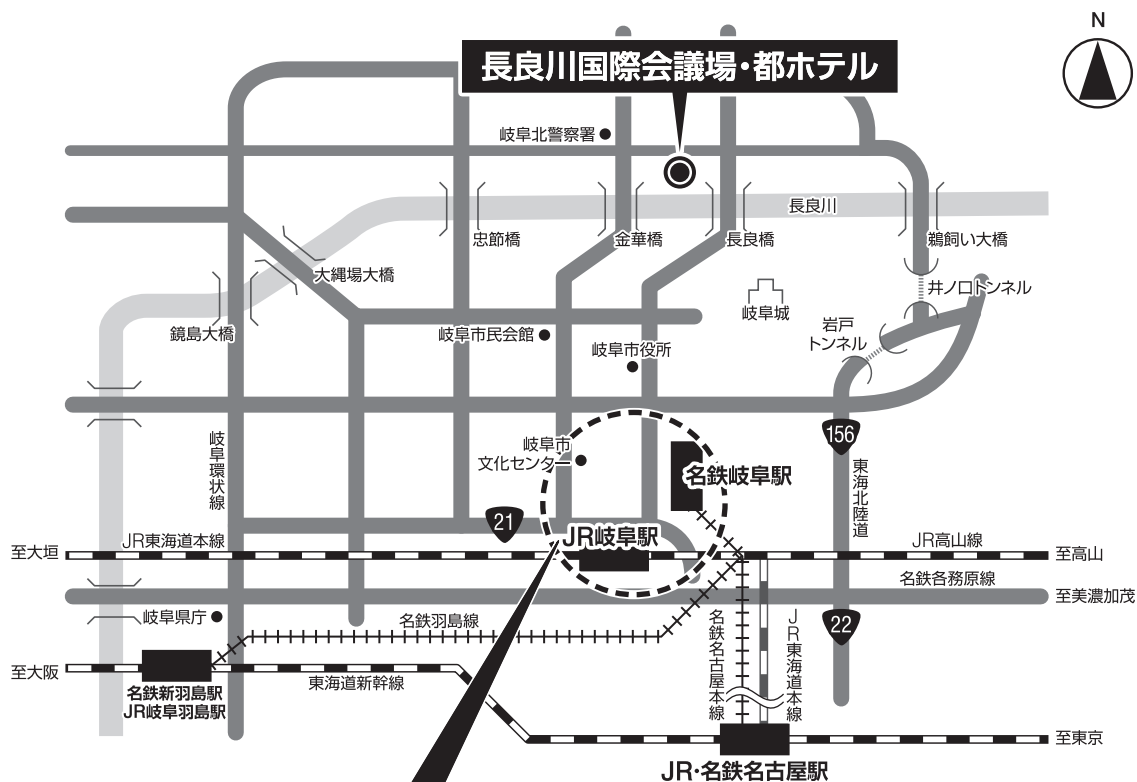 N
長良川国際会議場・都ホテル
岐阜北警察署
長良川
忠節橋
金華橋
長良橋
鵜飼い大橋
大縄場大橋
井ノ口トンネル
岐阜城
鏡島大橋
岐阜市民会館
岐阜市役所
岩戸
トンネル
156
岐阜環状線
岐阜市
文化センター
名鉄岐阜駅
東海北陸道
21
JR岐阜駅
至大垣
JR東海道本線
JR高山線
至高山
名鉄各務原線
至美濃加茂
岐阜県庁
名鉄羽島線
名鉄名古屋本線
JR東海道本線
22
至大阪
名鉄新羽島駅
JR岐阜羽島駅
東海道新幹線
至東京
JR・名鉄名古屋駅